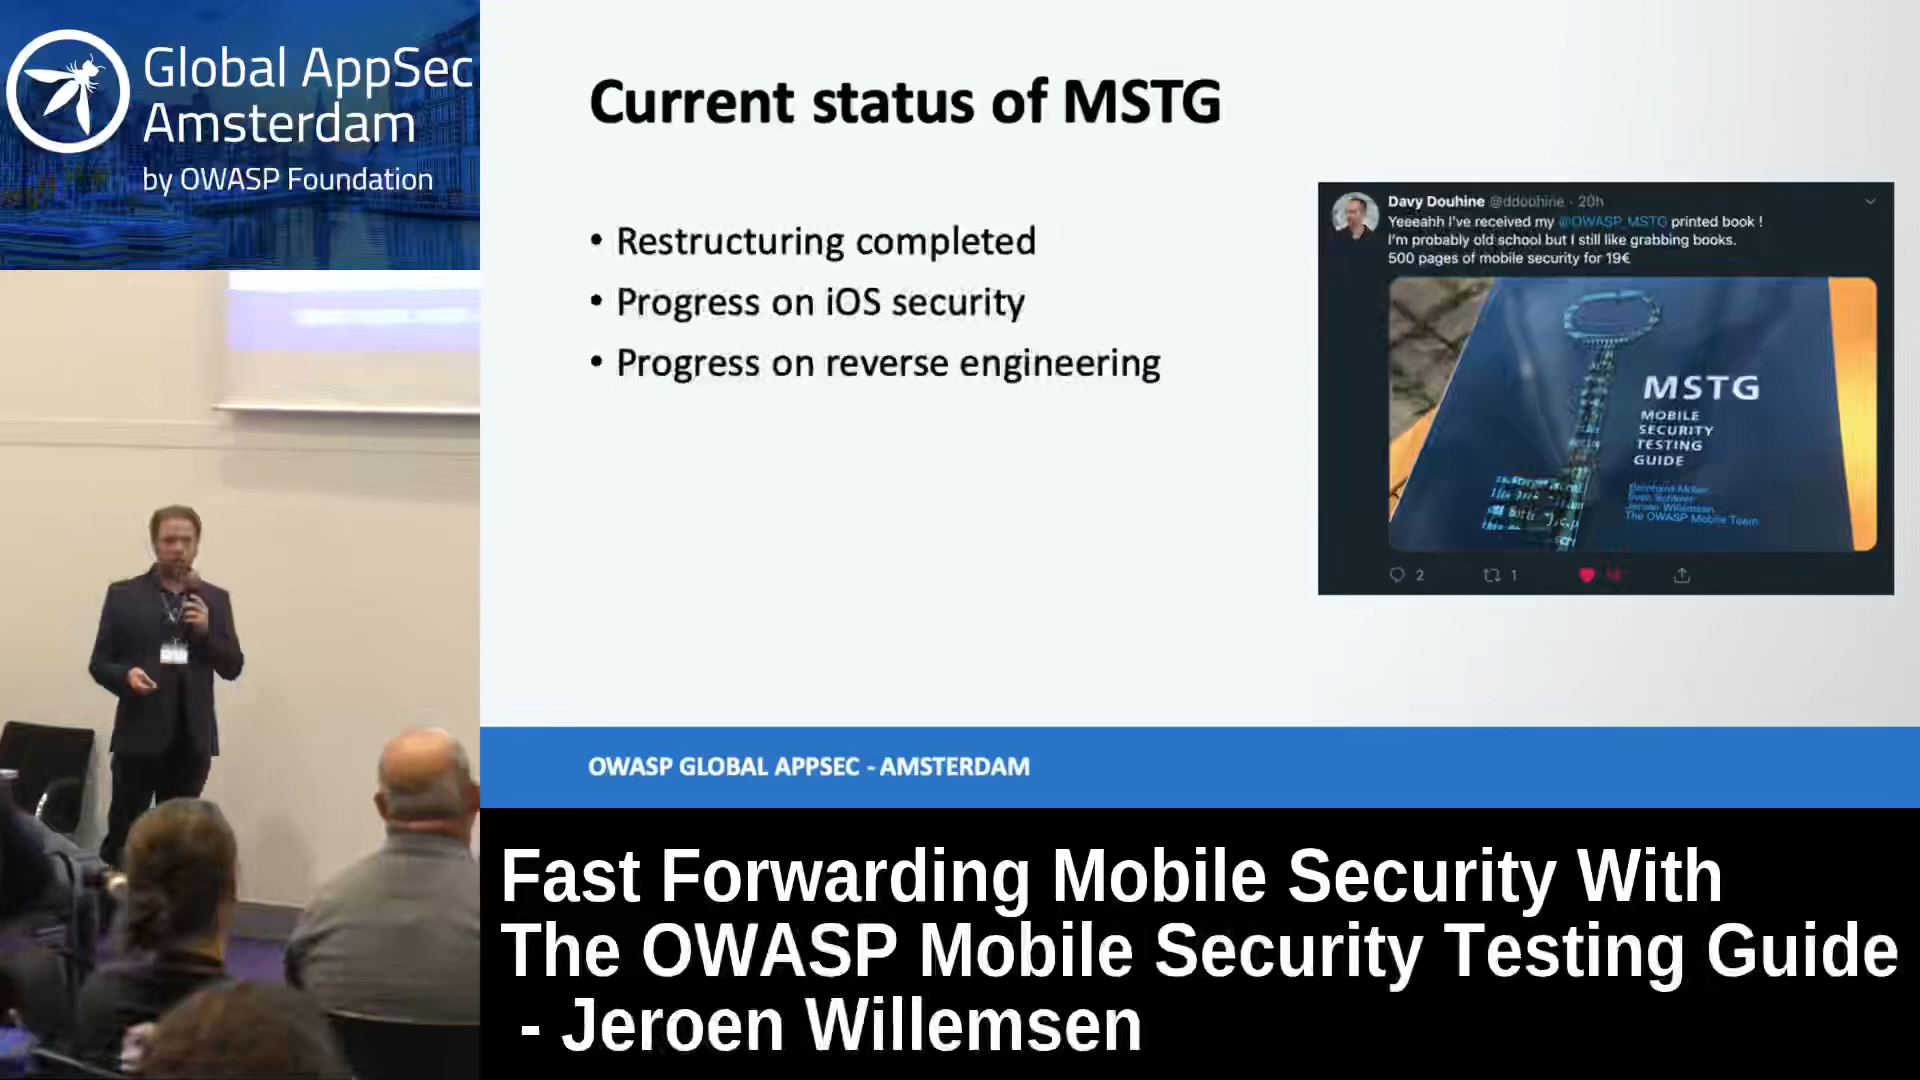 Global AppSec
Amsterdam
by OWASP Foundation
Current status of MSTG
• Restructuring completed
• Progress on iOS security
• Progress on reverse engineering
Davy Douhine @ddouhine · 20h
Yeeeahh I've received my @OWASP_MSTG printed book !
I'm probably old school but I still like grabbing books.
500 pages of mobile security for 19€
MSTG
MOBILE
SECURITY
TESTING
GUIDE
Jeroen Willemsen
The OWASP Mobile Team
2
1
OWASP GLOBAL APPSEC - AMSTERDAM
Fast Forwarding Mobile Security With
The OWASP Mobile Security Testing Guide
- Jeroen Willemsen